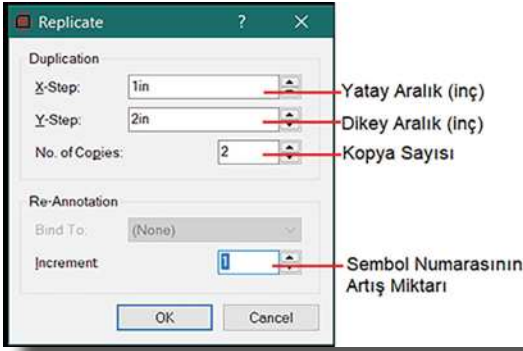 Replicate ? ×
Duplication
X-Step: 1in Yatay Aralık (inç)
Y-Step: 2in Dikey Aralık (inç)
No. of Copies: 2 Kopya Sayısı
Re-Annotation
Bind To: (None)
Increment 1 Sembol Numarasının
Artış Miktarı
OK Cancel